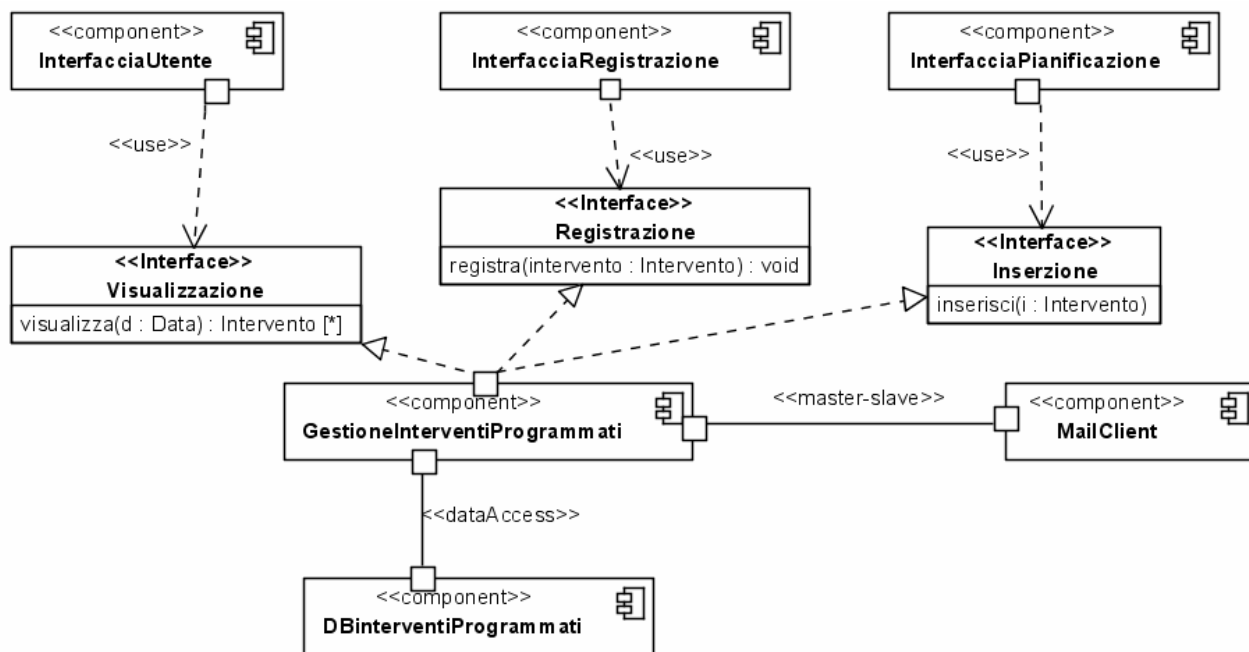 <<component>>
InterfacciaUtente
<<component>>
InterfacciaRegistrazione
<<component>>
InterfacciaPianificazione
<<use>>
<<use>>
<<use>>
<<Interface>>
Visualizzazione
visualizza(d : Data) : Intervento [*]
<<Interface>>
Registrazione
registra(intervento : Intervento) : void
<<Interface>>
Inserzione
inserisci(i : Intervento)
<<component>>
GestioneInterventiProgrammati
<<master-slave>>
<<component>>
MailClient
<<dataAccess>>
<<component>>
DBinterventiProgrammati